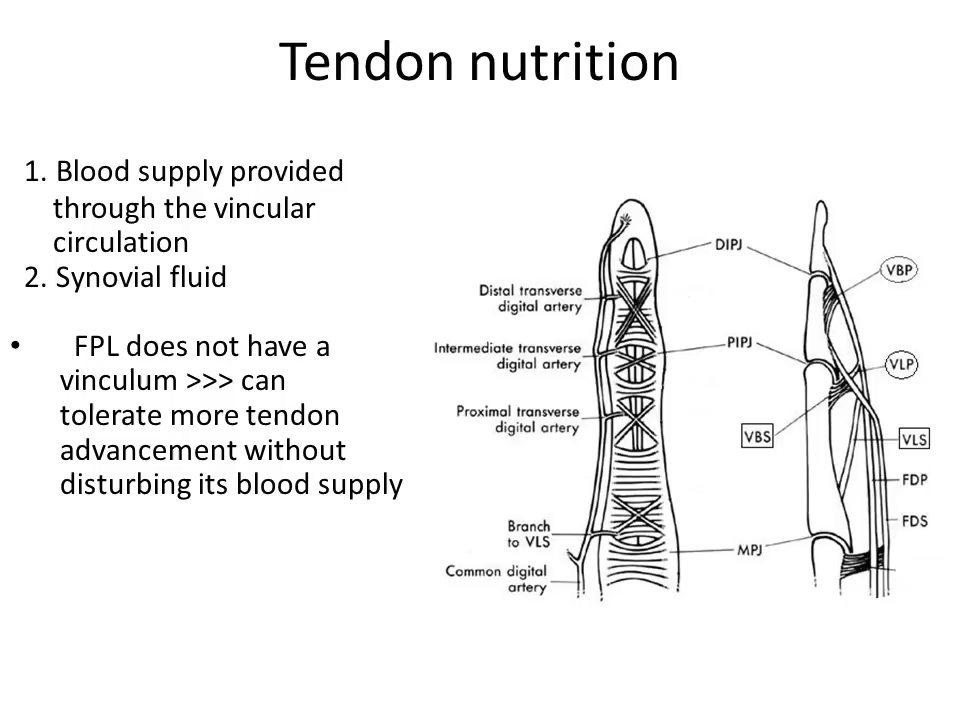 Tendon nutrition
1. Blood supply provided
through the vincular
circulation
2. Synovial fluid
• FPL does not have a
vinculum >>> can
tolerate more tendon
advancement without
disturbing its blood supply
DIPJ
VBP
Distal transverse
digital artery
PIPJ
Intermediate transverse
digital artery
VLP
Proximal transverse
digital artery
VBS
VLS
FDP
FDS
Branch
to VLS
MPJ
Common digital
artery